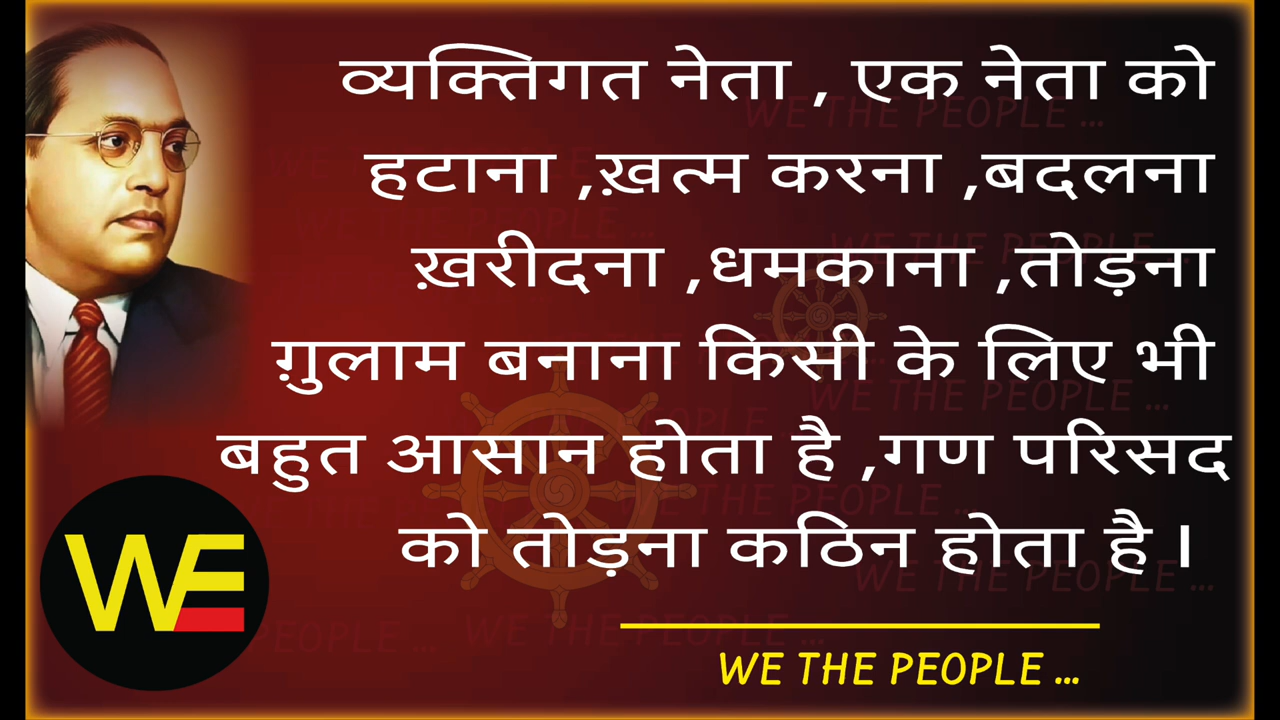 व्यक्तिगत नेता , एक नेता को
हटाना ,ख़त्म करना ,बदलना
ख़रीदना ,धमकाना ,तोड़ना
ग़ुलाम बनाना किसी के लिए भी
बहुत आसान होता है ,गण परिसद
को तोड़ना कठिन होता है ।
WE
WE THE PEOPLE ...